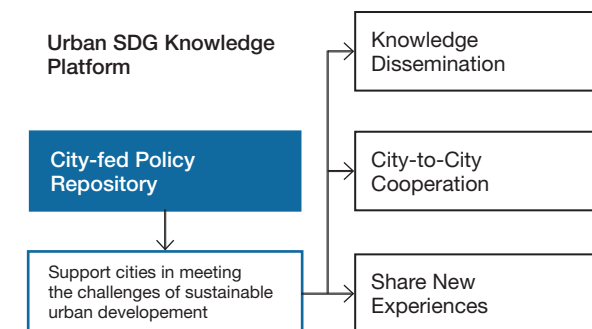 Urban SDG Knowledge
Platform
City-fed Policy
Repository
Support cities in meeting
the challenges of sustainable
urban developement
Knowledge
Dissemination
City-to-City
Cooperation
Share New
Experiences